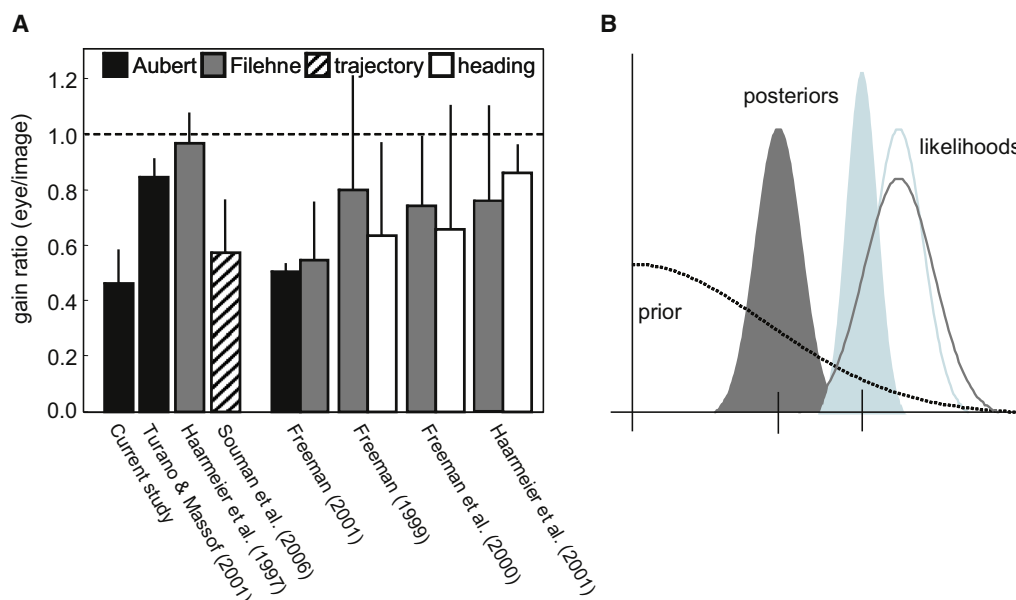 A
Aubert Filehne trajectory heading
gain ratio (eye/image)
1.2
1.0
0.8
0.6
0.4
0.2
0.0
Current study
Turano & Massof (2001)
Haarmeier et al. (1997)
Souman et al. (2006)
Freeman (2001)
Freeman (1999)
Freeman et al. (2000)
Haarmeier et al. (2001)
B
posteriors
likelihoods
prior